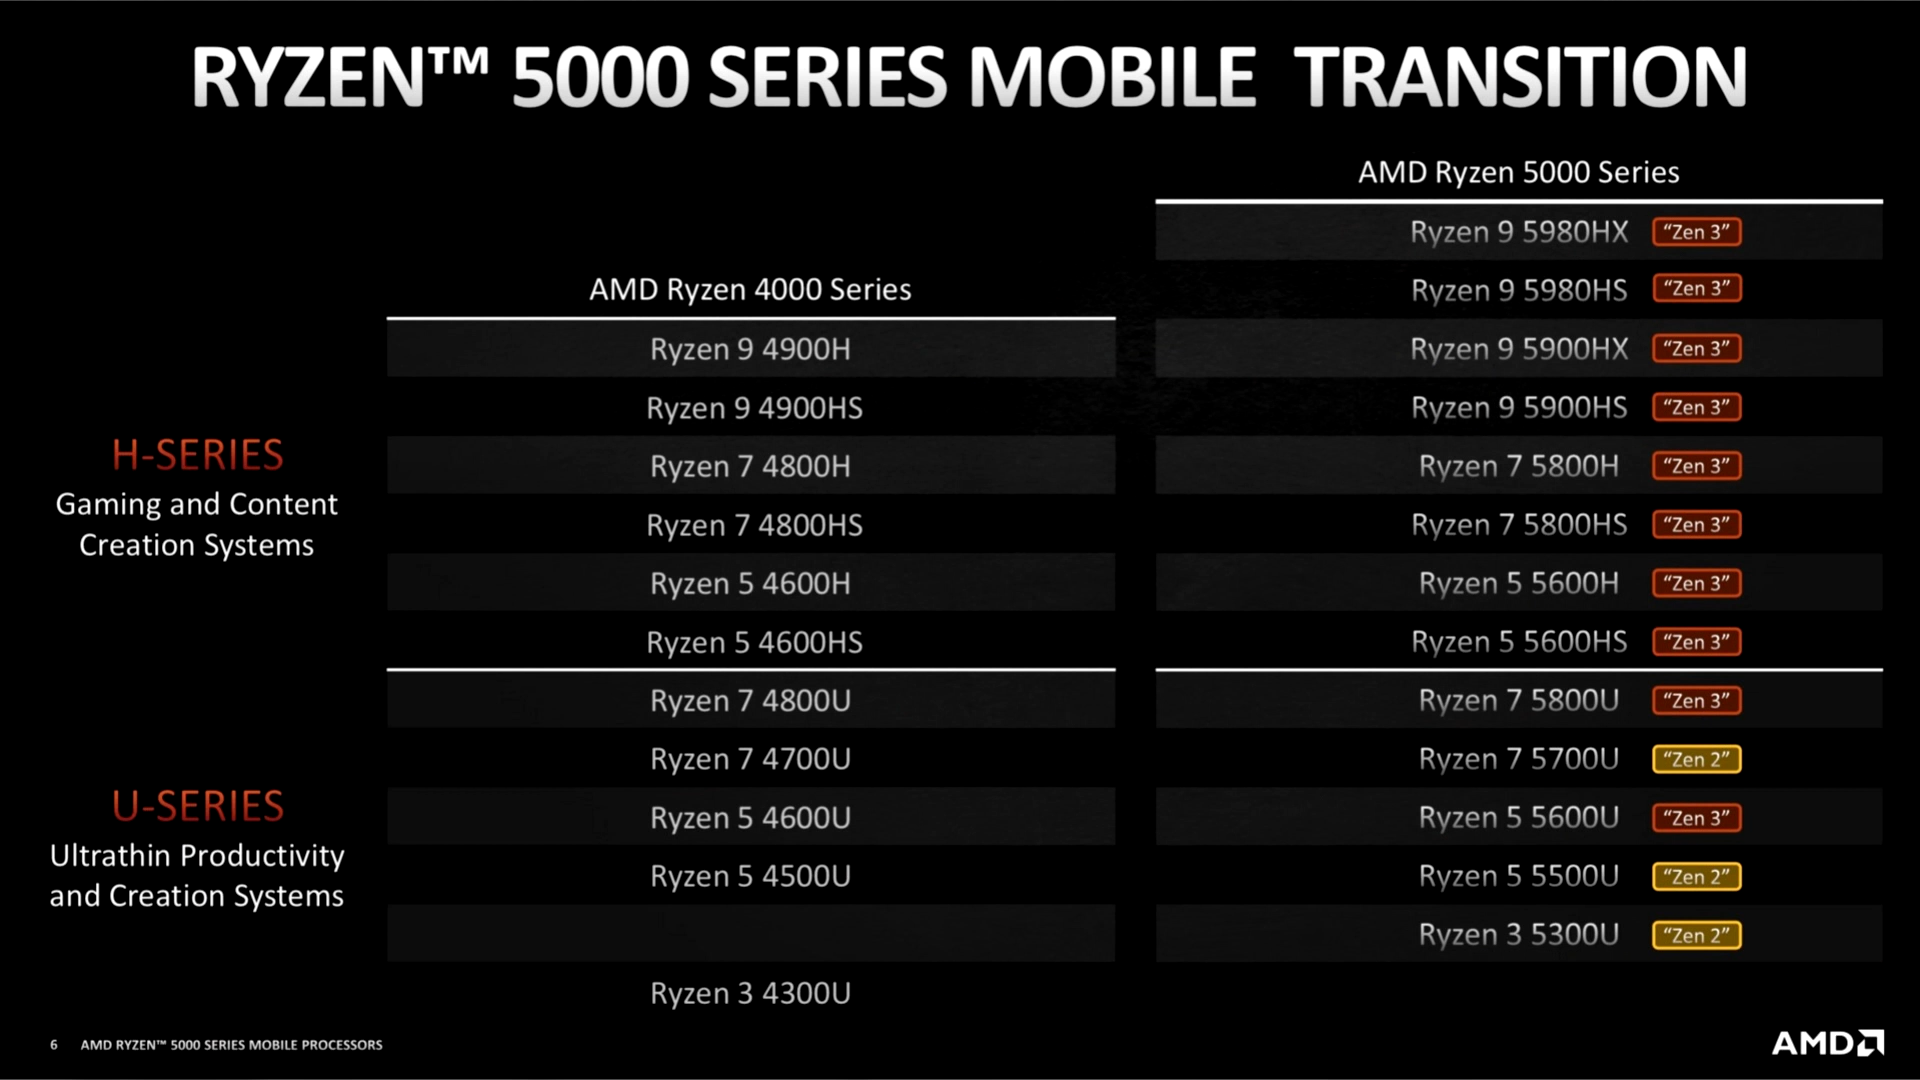 RYZEN™ 5000 SERIES MOBILE TRANSITION
AMD Ryzen 5000 Series
Ryzen 9 5980HX “Zen 3”
AMD Ryzen 4000 Series
Ryzen 9 5980HS “Zen 3”
Ryzen 9 4900H
Ryzen 9 5900HX “Zen 3”
Ryzen 9 4900HS
Ryzen 9 5900HS “Zen 3”
H-SERIES
Gaming and Content
Creation Systems
Ryzen 7 4800H
Ryzen 7 5800H “Zen 3”
Ryzen 7 4800HS
Ryzen 7 5800HS “Zen 3”
Ryzen 5 4600H
Ryzen 5 5600H “Zen 3”
Ryzen 5 4600HS
Ryzen 5 5600HS “Zen 3”
Ryzen 7 4800U
Ryzen 7 5800U “Zen 3”
Ryzen 7 4700U
Ryzen 7 5700U “Zen 2”
U-SERIES
Ultrathin Productivity
and Creation Systems
Ryzen 5 4600U
Ryzen 5 5600U “Zen 3”
Ryzen 5 4500U
Ryzen 5 5500U “Zen 2”
Ryzen 3 5300U “Zen 2”
Ryzen 3 4300U
6 AMD RYZEN™ 5000 SERIES MOBILE PROCESSORS
AMD